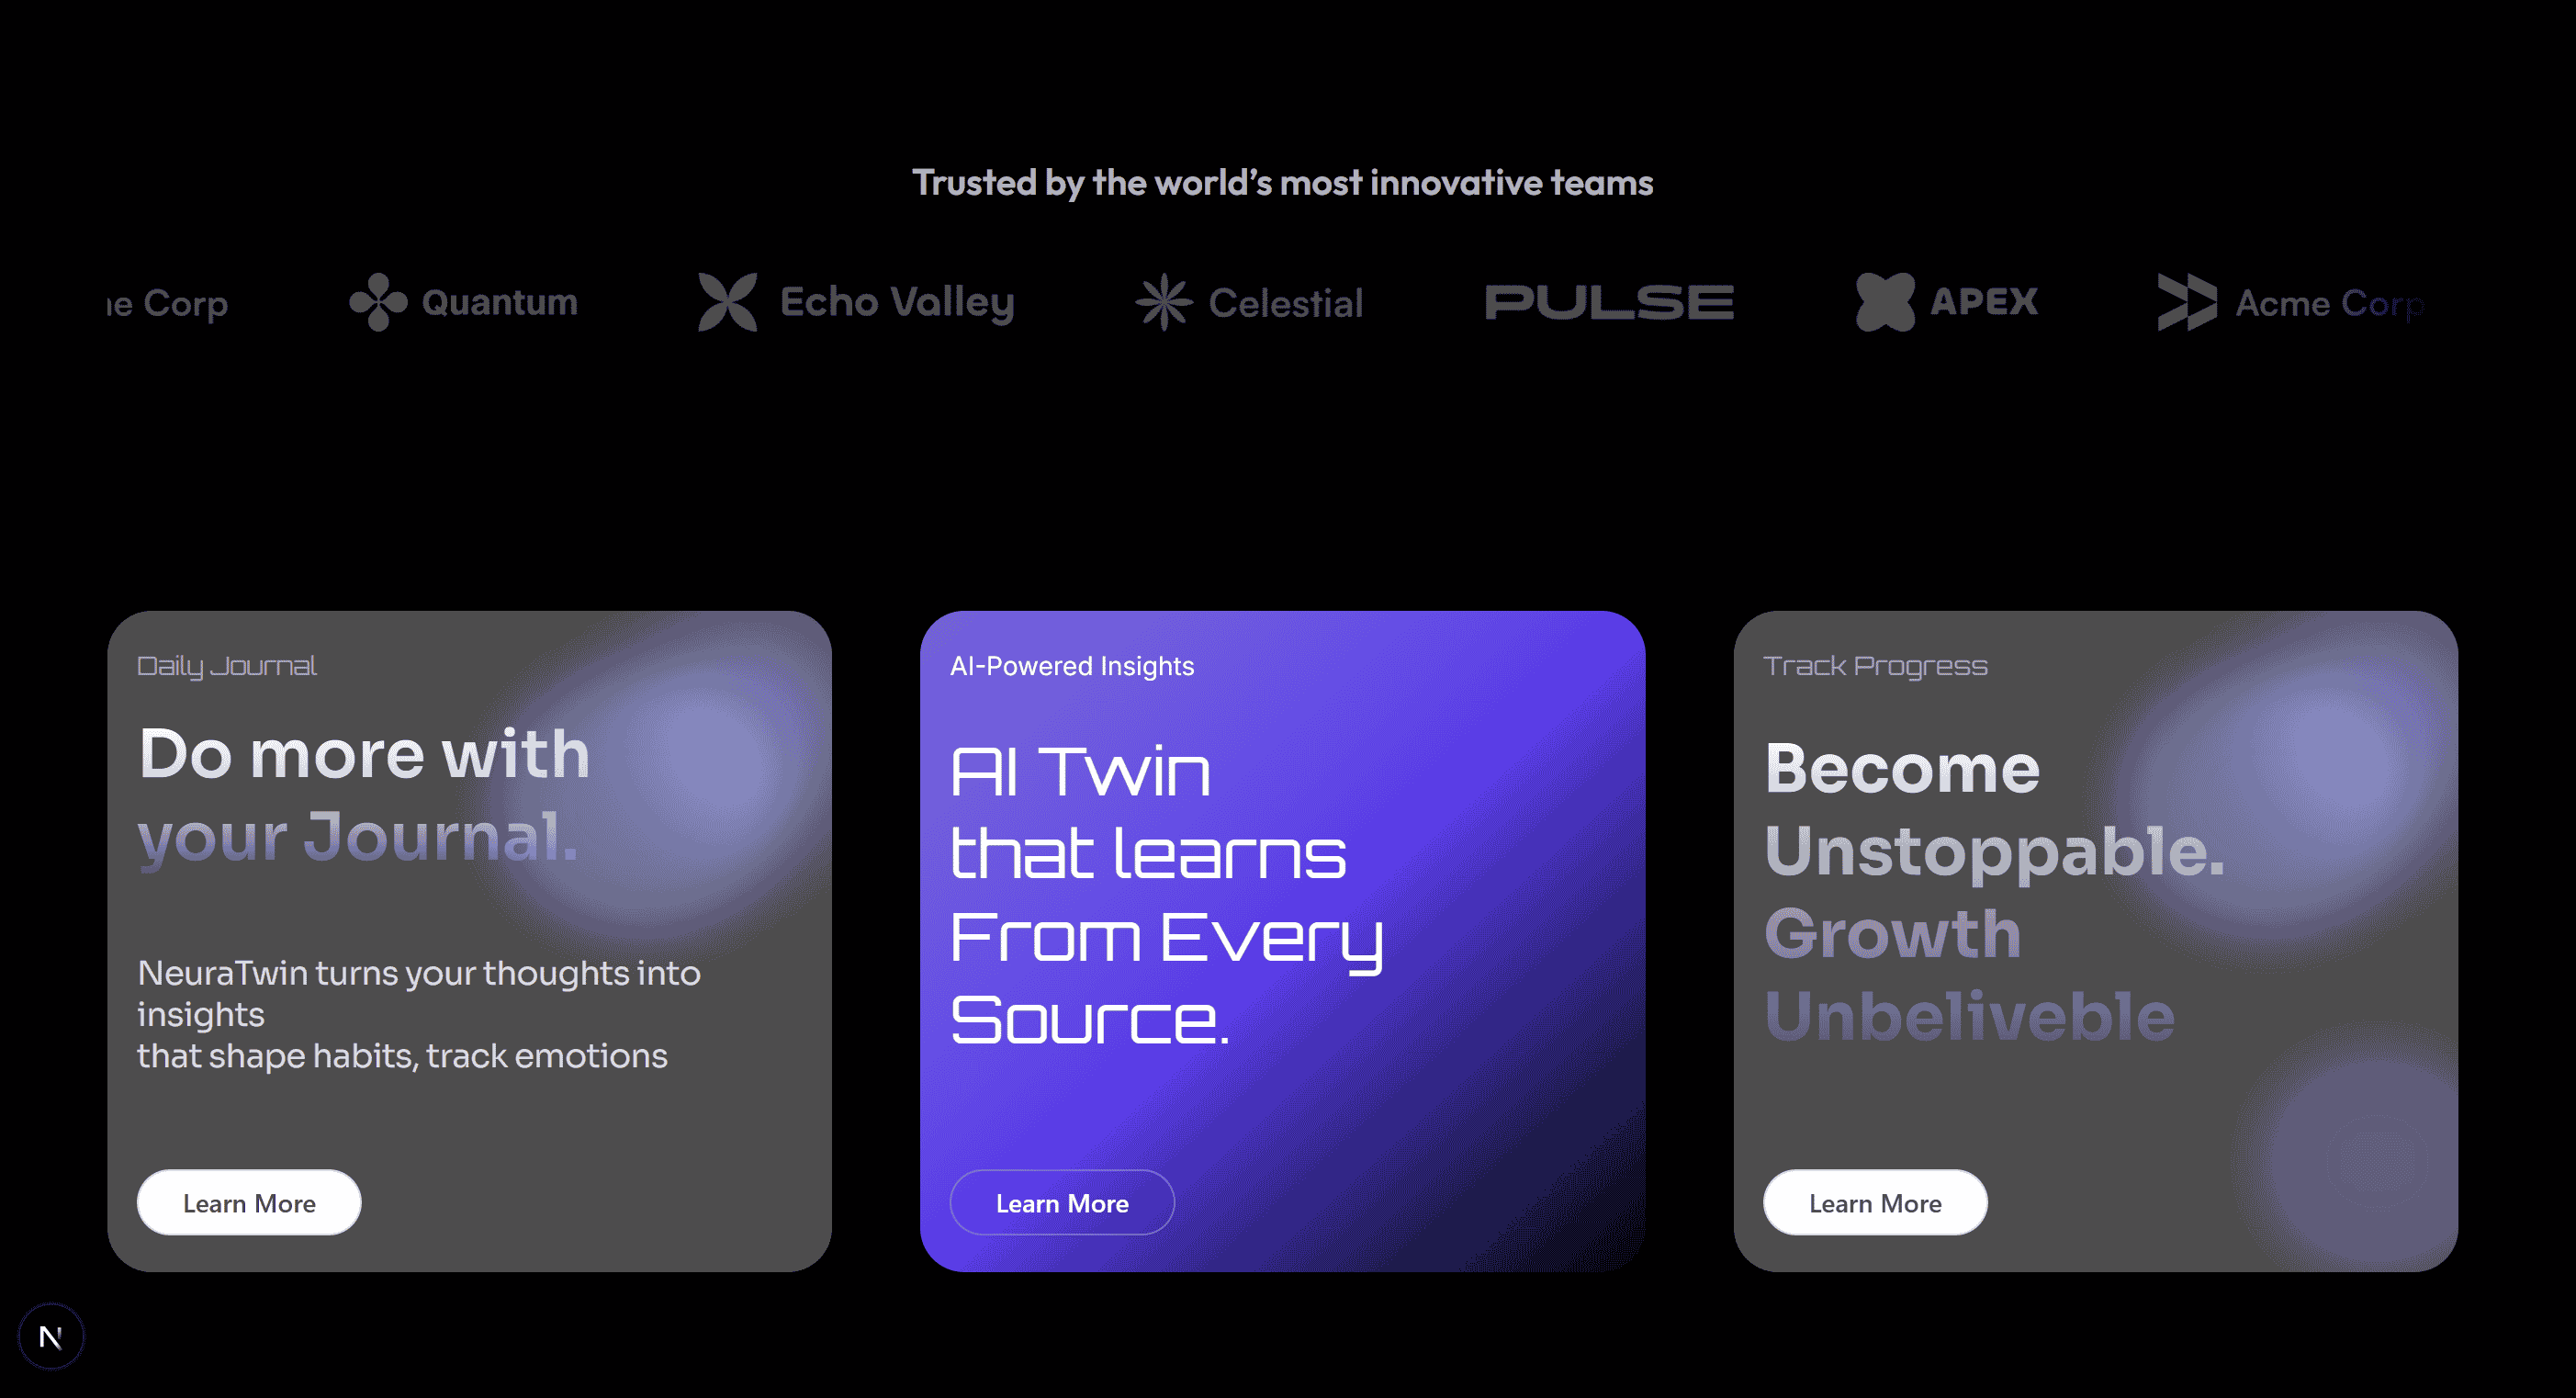 Trusted by the world’s most innovative teams
e Corp
Quantum
Echo Valley
Celestial
PULSE
APEX
Acme Corp
Daily Journal
Do more with
your Journal.
NeuraTwin turns your thoughts into
insights
that shape habits, track emotions
Learn More
AI-Powered Insights
AI Twin
that learns
From Every
Source.
Learn More
Track Progress
Become
Unstoppable.
Growth
Unbeliveble
Learn More
N